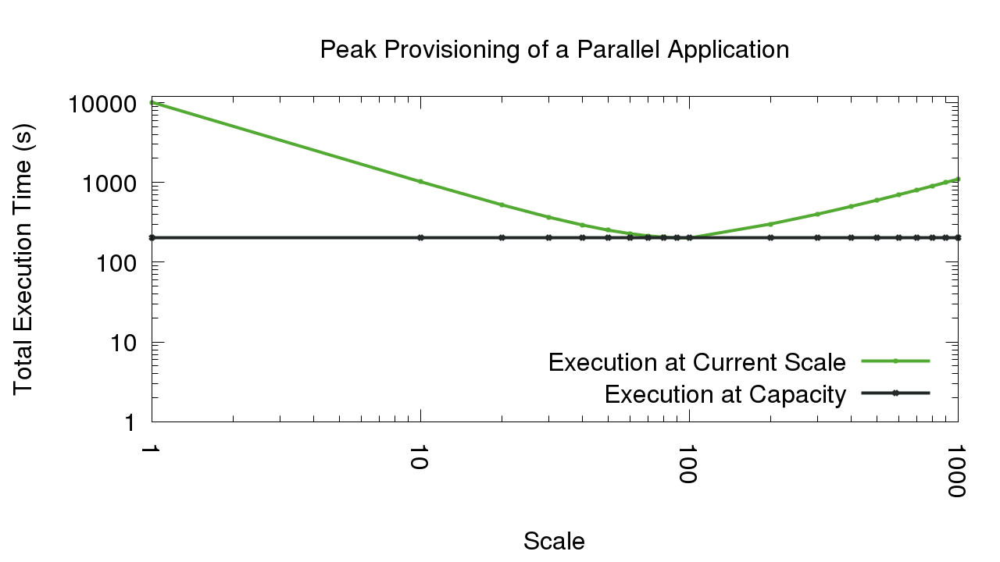 Peak Provisioning of a Parallel Application
Total Execution Time (s)
10000
1000
100
10
1
Execution at Current Scale
Execution at Capacity
1
10
100
1000
Scale